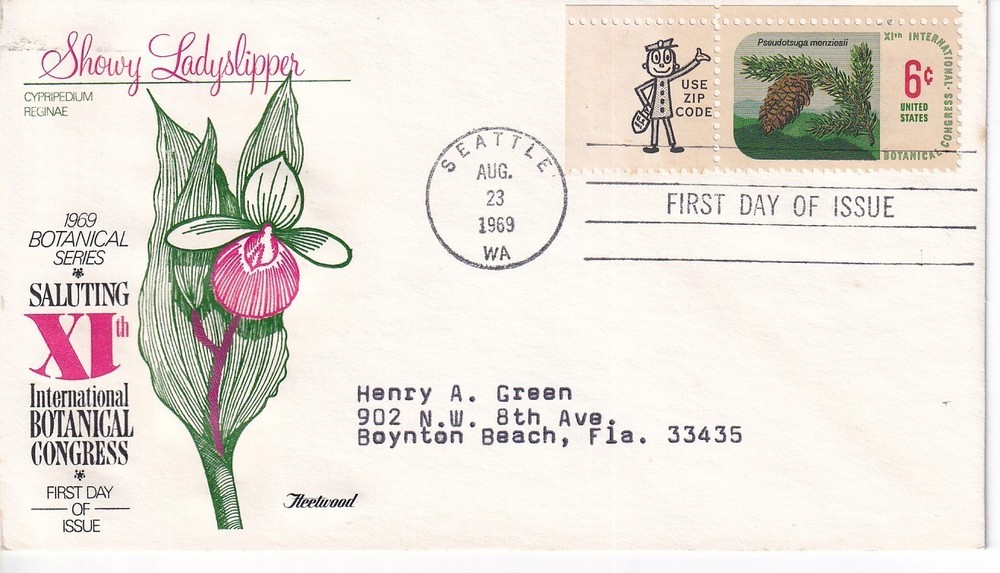 Showy Ladyslipper
CYPRIPEDIUM
REGINAE
1969
BOTANICAL
SERIES
SALUTING
XIth
International
BOTANICAL
CONGRESS
FIRST DAY
OF
ISSUE
Fleetwood
SEATTLE
AUG.
23
1969
WA
USE
ZIP
CODE
Pseudotsuga menziesii
6¢
UNITED
STATES
XIth INTERNATIONAL
BOTANICAL CONGRESS
FIRST DAY OF ISSUE
Henry A. Green
902 N.W. 8th Ave.
Boynton Beach, Fla. 33435